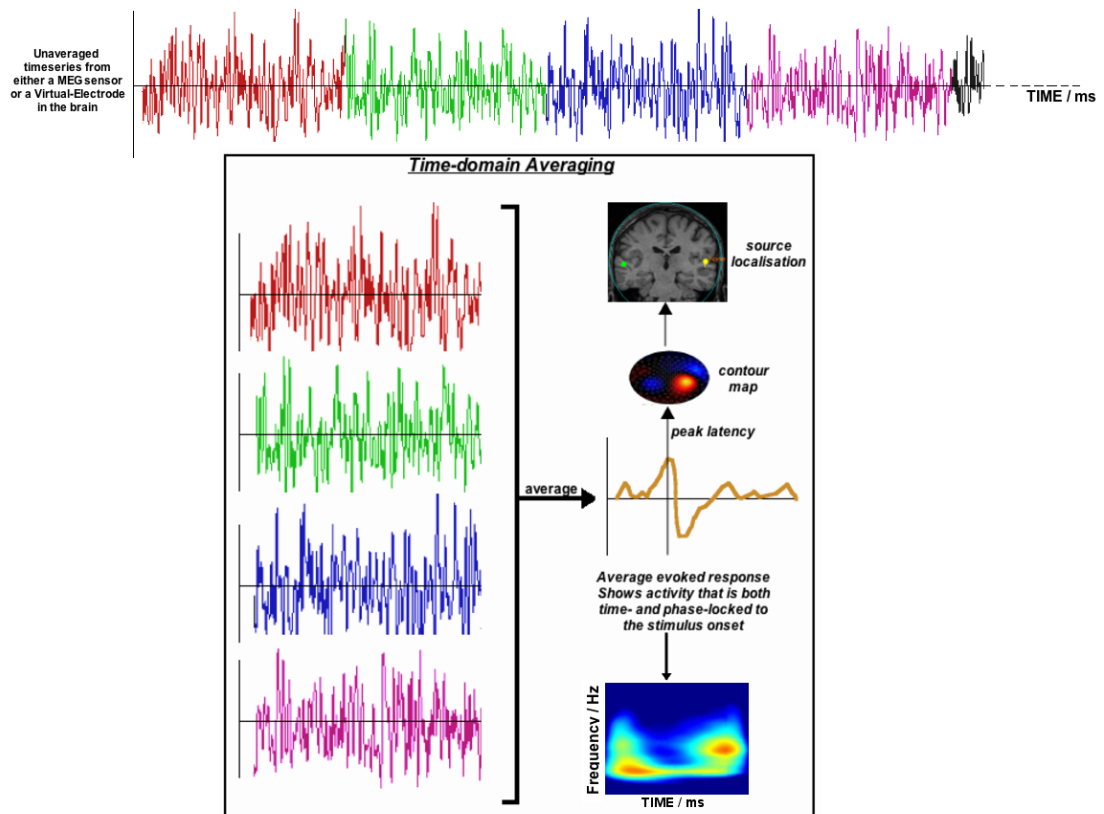 Unaveraged
timeseries from
either a MEG sensor
or a Virtual-Electrode
in the brain
TIME / ms
Time-domain Averaging
source
localisation
contour
map
peak latency
average
Average evoked response
Shows activity that is both
time- and phase-locked to
the stimulus onset
Frequency / Hz
TIME / ms